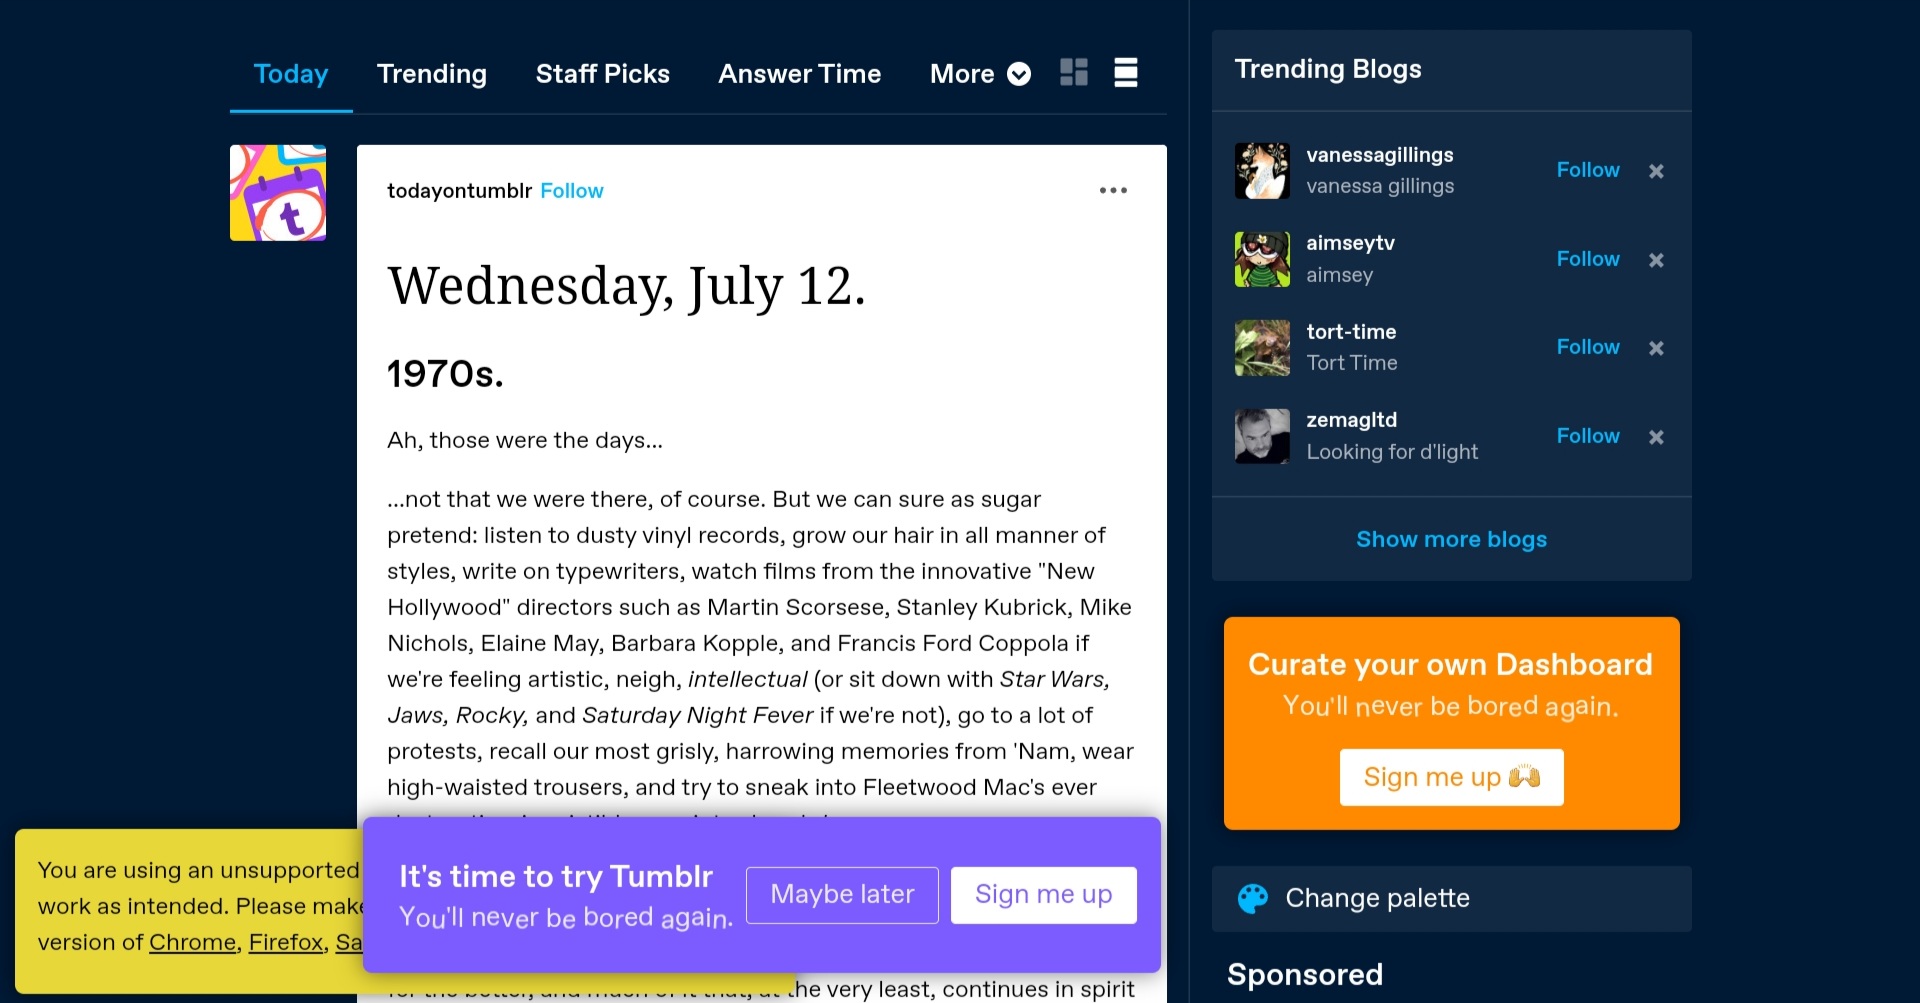 Today Trending Staff Picks Answer Time More
todayontumblr Follow
Wednesday, July 12.
1970s.
Ah, those were the days...
...not that we were there, of course. But we can sure as sugar
pretend: listen to dusty vinyl records, grow our hair in all manner of
styles, write on typewriters, watch films from the innovative "New
Hollywood" directors such as Martin Scorsese, Stanley Kubrick, Mike
Nichols, Elaine May, Barbara Kopple, and Francis Ford Coppola if
we're feeling artistic, neigh, intellectual (or sit down with Star Wars,
Jaws, Rocky, and Saturday Night Fever if we're not), go to a lot of
protests, recall our most grisly, harrowing memories from 'Nam, wear
high-waisted trousers, and try to sneak into Fleetwood Mac's ever
the very least, continues in spirit
You are using an unsupported
work as intended. Please make
version of Chrome, Firefox, Sa
It's time to try Tumblr
You'll never be bored again.
Maybe later
Sign me up
Trending Blogs
vanessagillings
vanessa gillings
Follow
aimseytv
aimsey
Follow
tort-time
Tort Time
Follow
zemagltd
Looking for d'light
Follow
Show more blogs
Curate your own Dashboard
You'll never be bored again.
Sign me up 🙌
Change palette
Sponsored